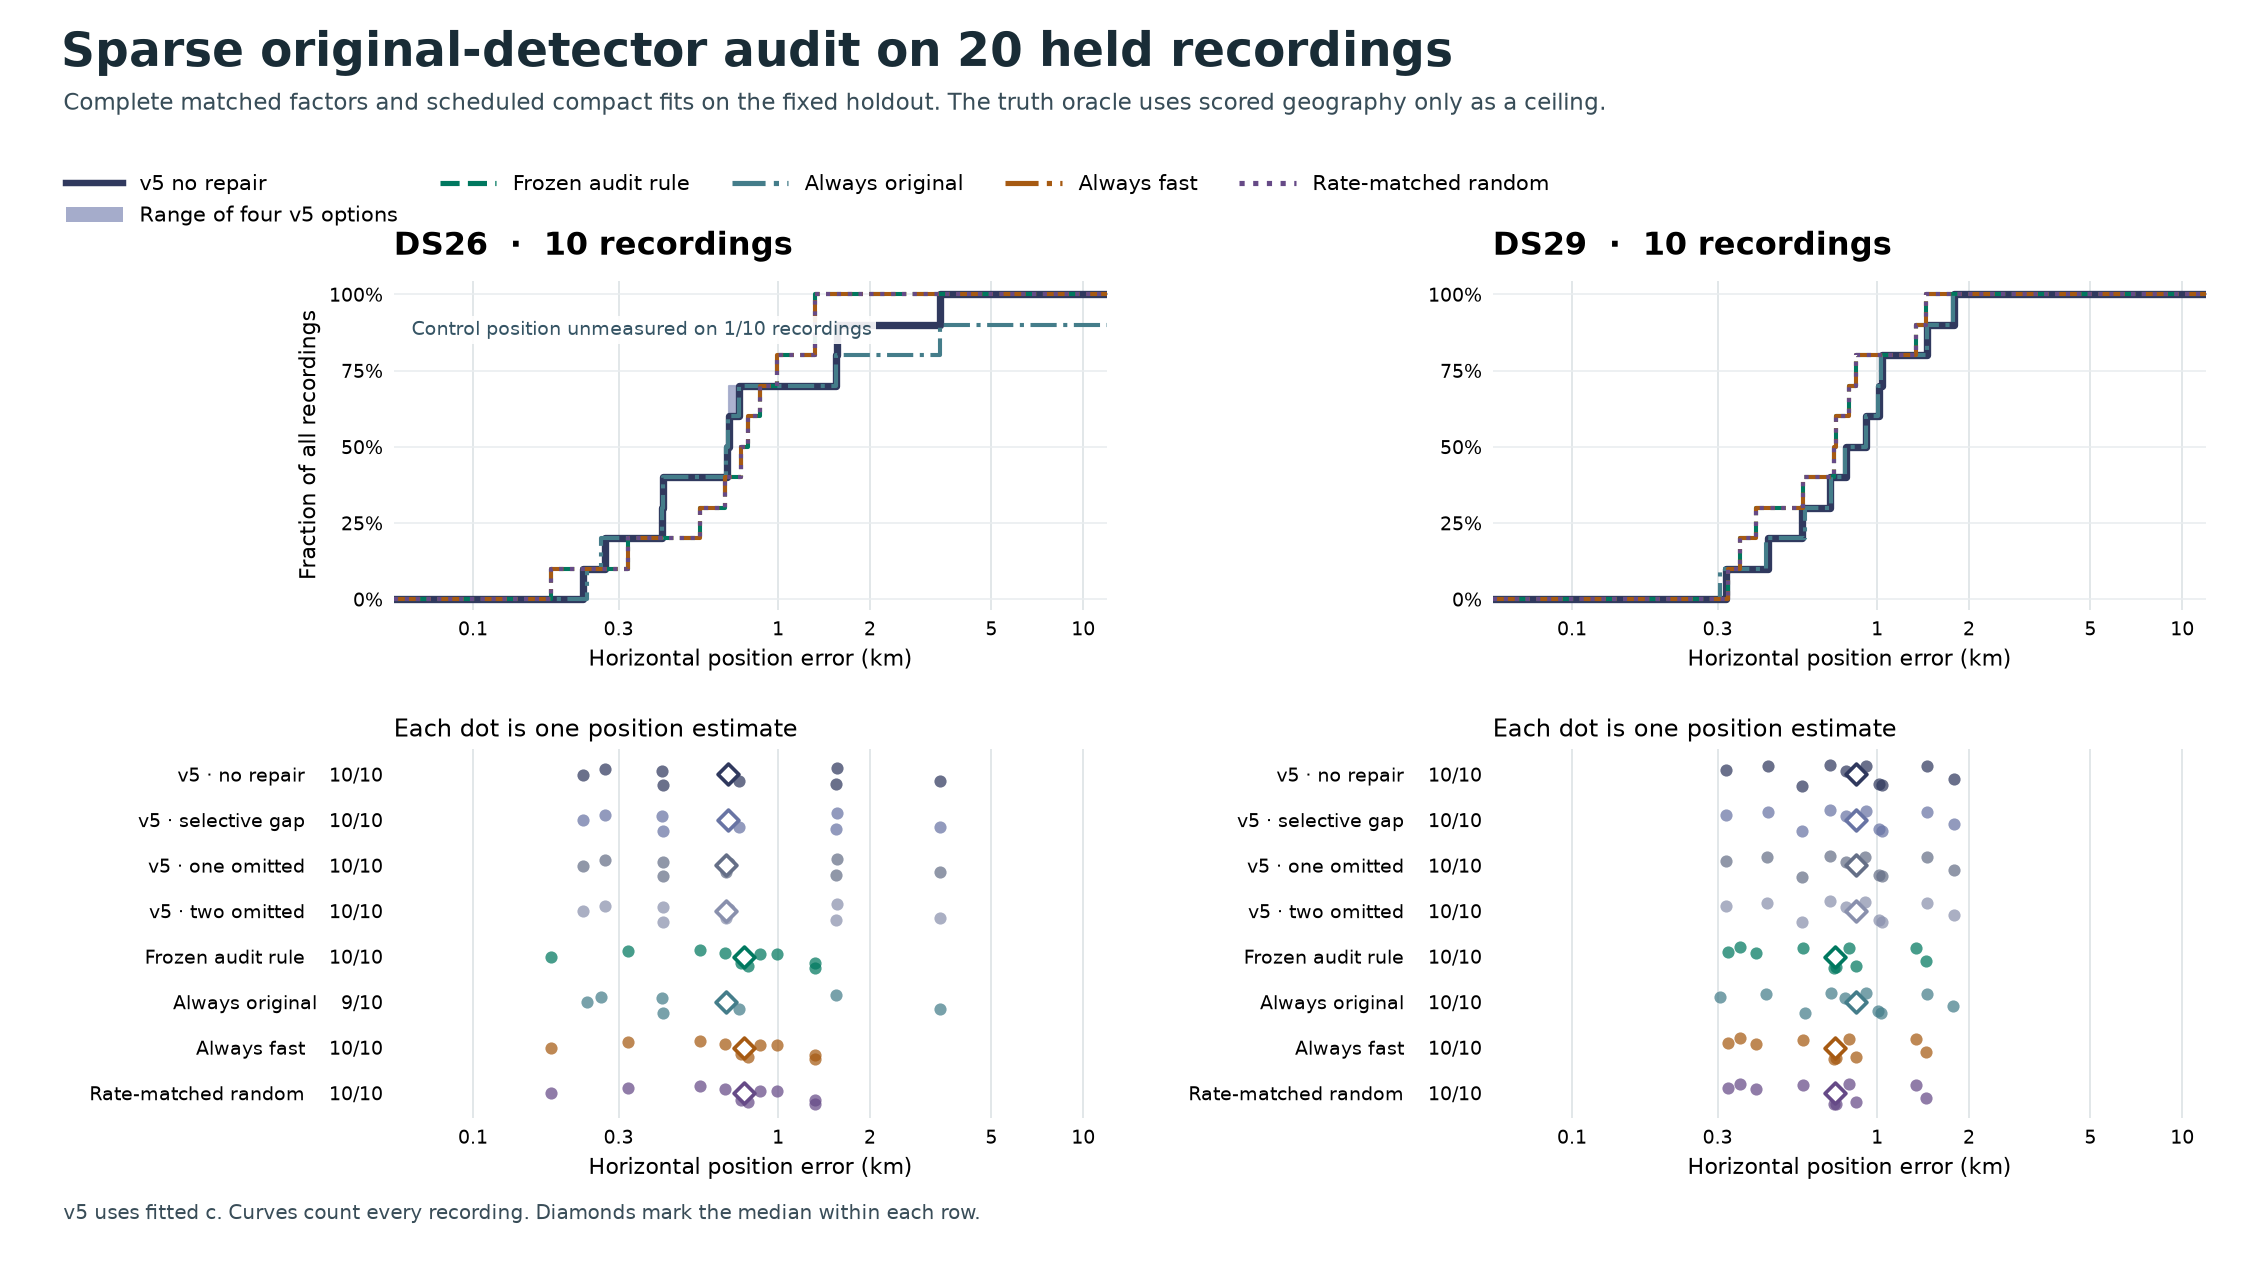 Sparse original-detector audit on 20 held recordings
Complete matched factors and scheduled compact fits on the fixed holdout. The truth oracle uses scored geography only as a ceiling.
v5 no repair
Frozen audit rule
Always original
Always fast
Rate-matched random
Range of four v5 options
DS26 · 10 recordings
100%
75%
50%
25%
0%
Fraction of all recordings
Control position unmeasured on 1/10 recordings
0.1 0.3 1 2 5 10
Horizontal position error (km)
DS29 · 10 recordings
100%
75%
50%
25%
0%
0.1 0.3 1 2 5 10
Horizontal position error (km)
Each dot is one position estimate
v5 · no repair 10/10
v5 · selective gap 10/10
v5 · one omitted 10/10
v5 · two omitted 10/10
Frozen audit rule 10/10
Always original 9/10
Always fast 10/10
Rate-matched random 10/10
0.1 0.3 1 2 5 10
Horizontal position error (km)
Each dot is one position estimate
v5 · no repair 10/10
v5 · selective gap 10/10
v5 · one omitted 10/10
v5 · two omitted 10/10
Frozen audit rule 10/10
Always original 10/10
Always fast 10/10
Rate-matched random 10/10
0.1 0.3 1 2 5 10
Horizontal position error (km)
v5 uses fitted c. Curves count every recording. Diamonds mark the median within each row.